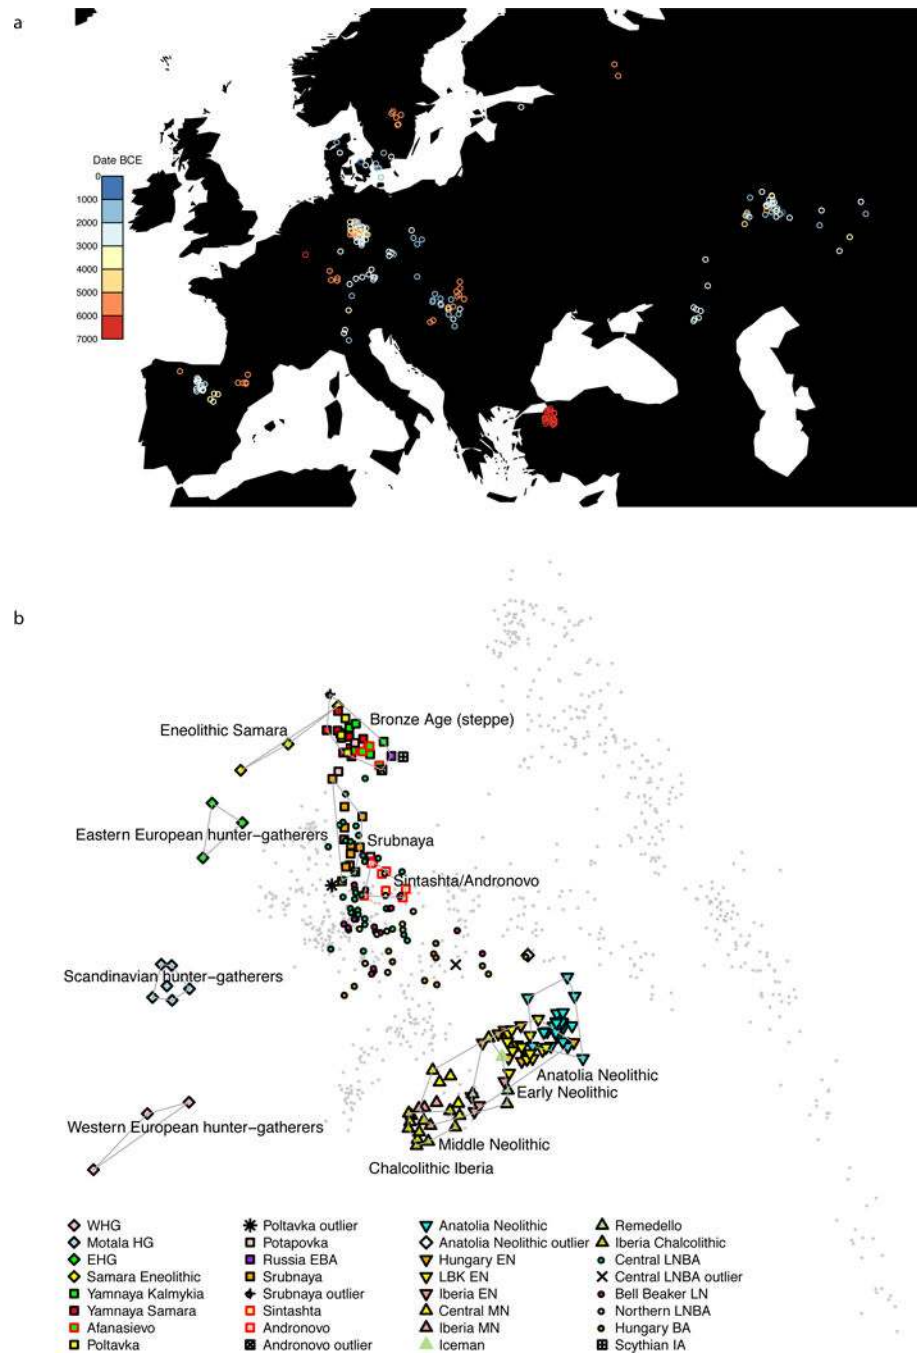 a
Date BCE
0
1000
2000
3000
4000
5000
6000
7000
b
Eneolithic Samara
Bronze Age (steppe)
Eastern European hunter-gatherers
Srubnaya
Sintashta/Andronovo
Scandinavian hunter-gatherers
Anatolia Neolithic
Early Neolithic
Western European hunter-gatherers
Middle Neolithic
Chalcolithic Iberia
WHG
Motala HG
EHG
Samara Eneolithic
Yamnaya Kalmykia
Yamnaya Samara
Afanasievo
Poltavka
Poltavka outlier
Potapovka
Russia EBA
Srubnaya
Srubnaya outlier
Sintashta
Andronovo
Andronovo outlier
Anatolia Neolithic
Anatolia Neolithic outlier
Hungary EN
LBK EN
Iberia EN
Central MN
Iberia MN
Iceman
Remedello
Iberia Chalcolithic
Central LNBA
Central LNBA outlier
Bell Beaker LN
Northern LNBA
Hungary BA
Scythian IA